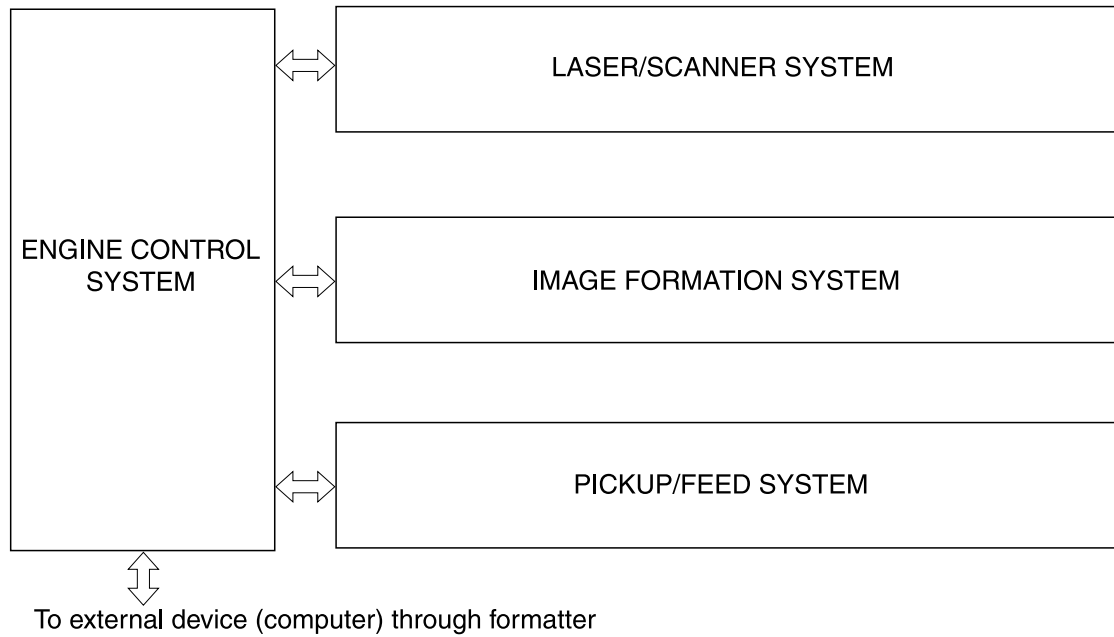 LASER/SCANNER SYSTEM
ENGINE CONTROL
SYSTEM
IMAGE FORMATION SYSTEM
PICKUP/FEED SYSTEM
To external device (computer) through formatter